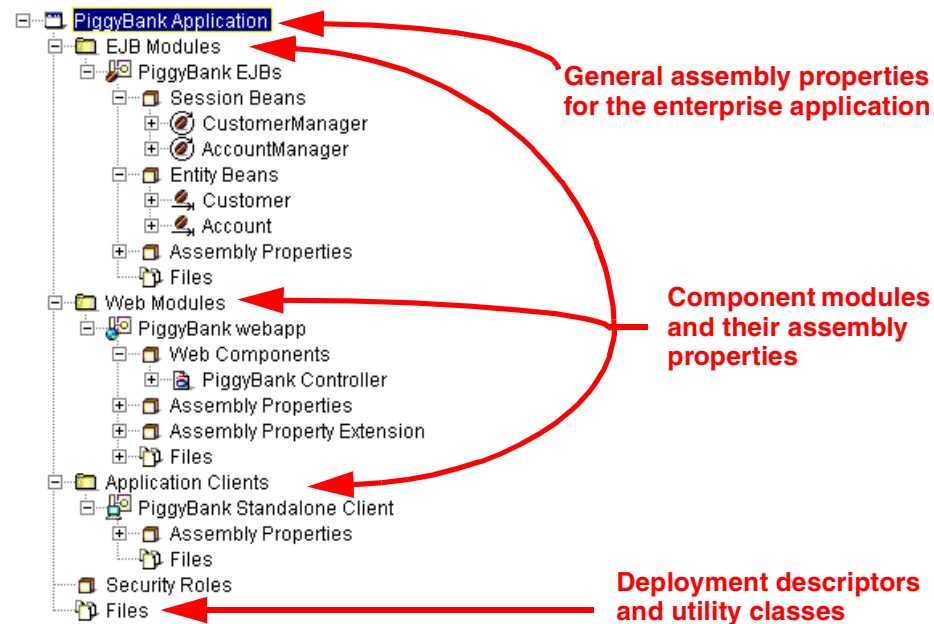 PiggyBank Application
EJB Modules
PiggyBank EJBs
Session Beans
CustomerManager
AccountManager
Entity Beans
Customer
Account
Assembly Properties
Files
Web Modules
PiggyBank webapp
Web Components
PiggyBank Controller
Assembly Properties
Assembly Property Extension
Files
Application Clients
PiggyBank Standalone Client
Assembly Properties
Files
Security Roles
Files
General assembly properties
for the enterprise application
Component modules
and their assembly
properties
Deployment descriptors
and utility classes